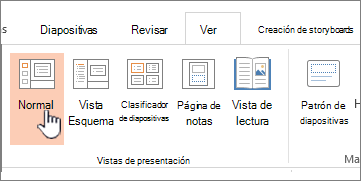 s Diapositivas Revisar Ver Creación de storyboards
Normal Vista Clasificador Página de Vista de Patrón de
Esquema de diapositivas notas lectura diapositivas
Vistas de presentación